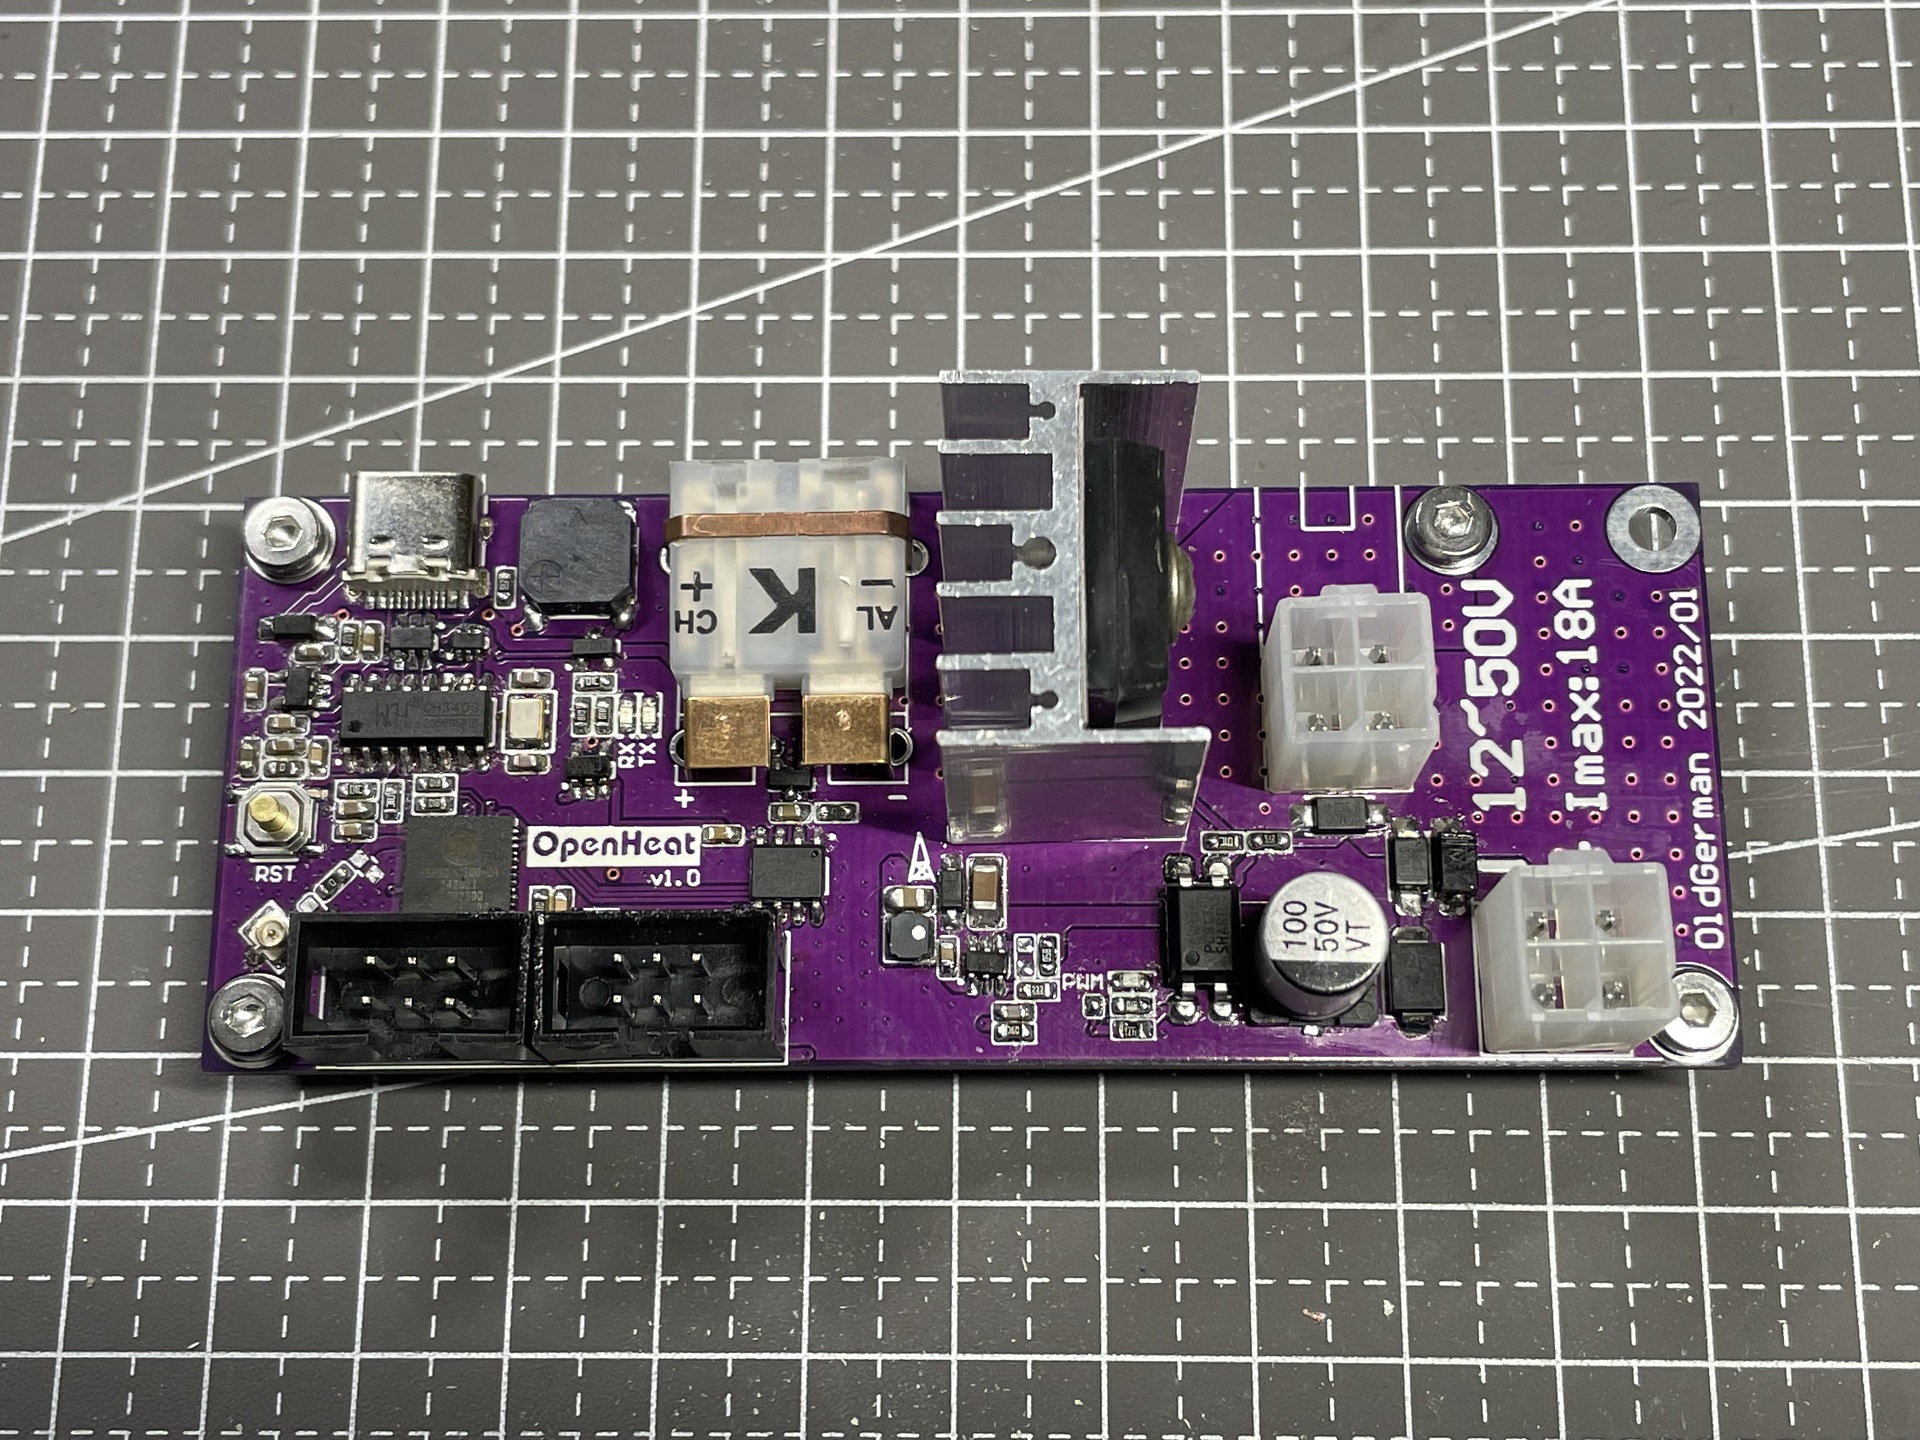 CH
+
K
AL
-
RX
TX
+
-
RST
OpenHeat
v1.0
PWM
100
50V
VT
12~50V
Imax:18A
OldGerman 2022/01